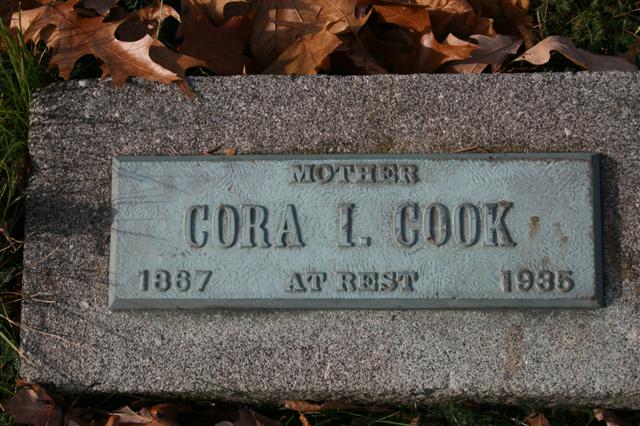 MOTHER
CORA I. COOK
1867 AT REST 1935